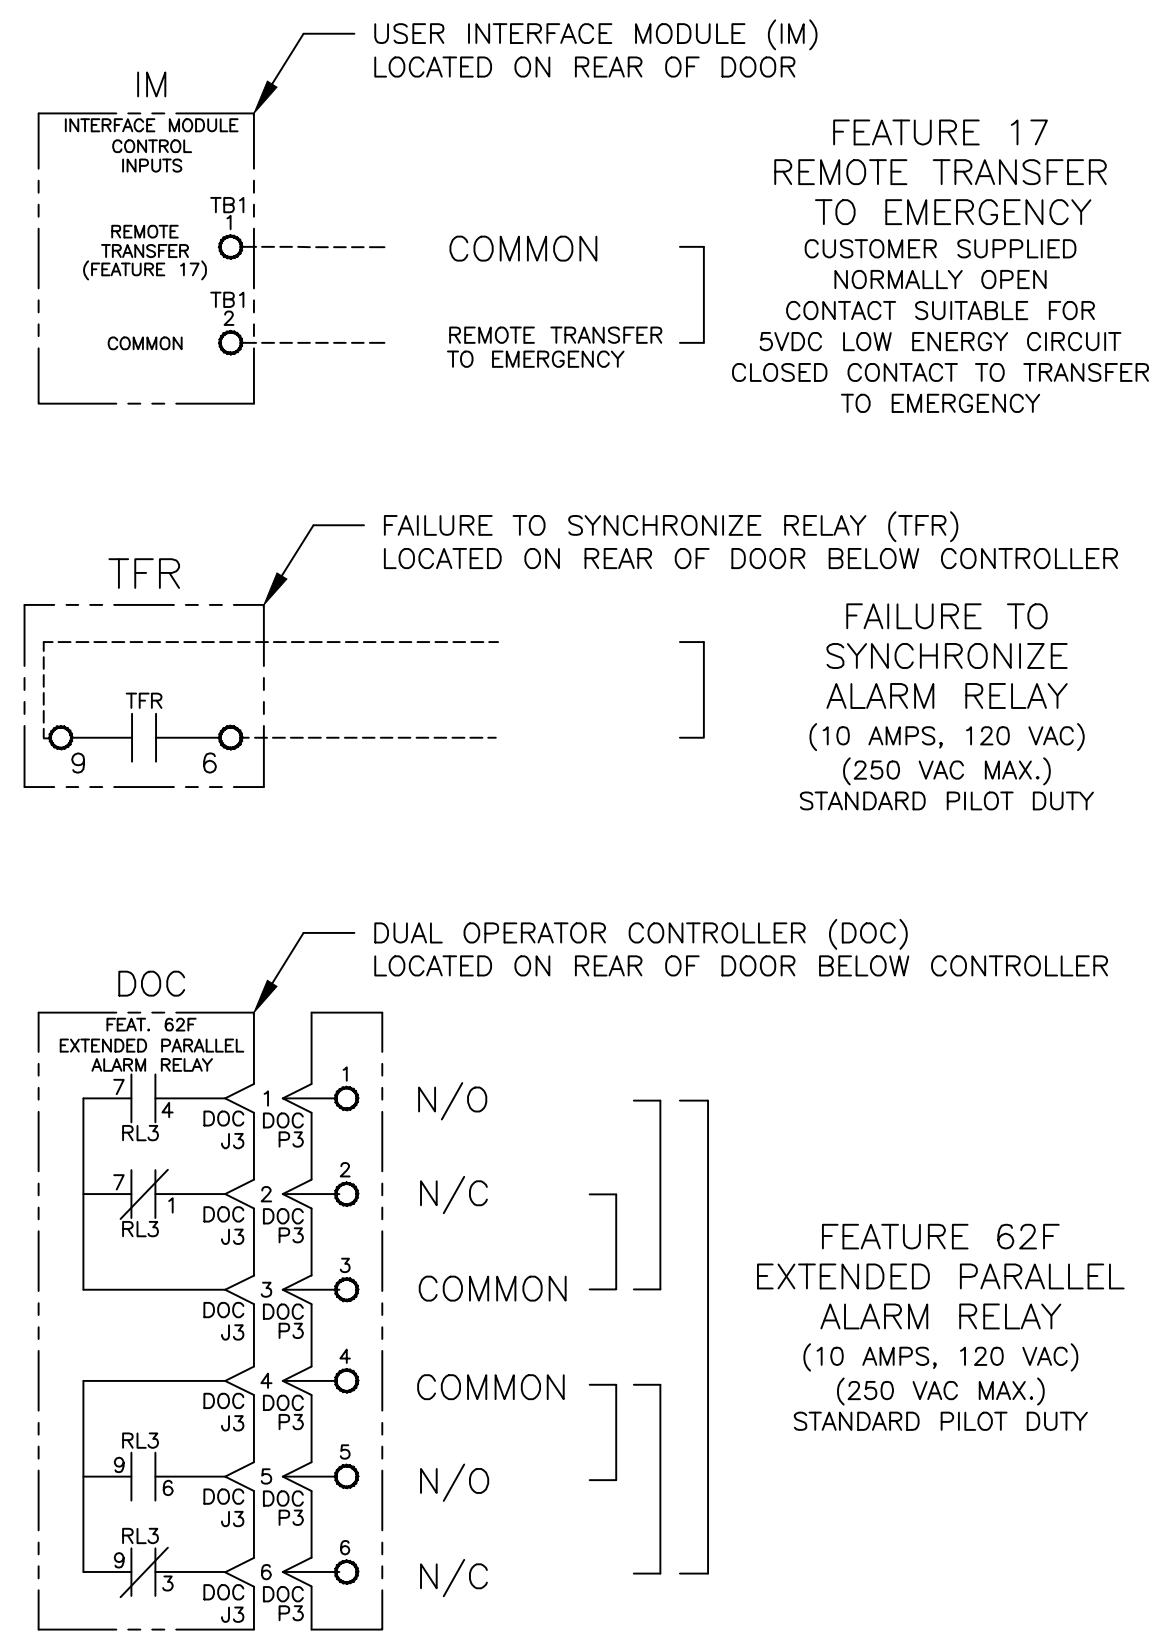 USER INTERFACE MODULE (IM)
LOCATED ON REAR OF DOOR
IM
INTERFACE MODULE
CONTROL
INPUTS
TB1
1
REMOTE
TRANSFER
(FEATURE 17)
TB1
2
COMMON
COMMON
REMOTE TRANSFER
TO EMERGENCY
FEATURE 17
REMOTE TRANSFER
TO EMERGENCY
CUSTOMER SUPPLIED
NORMALLY OPEN
CONTACT SUITABLE FOR
5VDC LOW ENERGY CIRCUIT
CLOSED CONTACT TO TRANSFER
TO EMERGENCY
FAILURE TO SYNCHRONIZE RELAY (TFR)
LOCATED ON REAR OF DOOR BELOW CONTROLLER
TFR
TFR
9
6
FAILURE TO
SYNCHRONIZE
ALARM RELAY
(10 AMPS, 120 VAC)
(250 VAC MAX.)
STANDARD PILOT DUTY
DUAL OPERATOR CONTROLLER (DOC)
LOCATED ON REAR OF DOOR BELOW CONTROLLER
DOC
FEAT. 62F
EXTENDED PARALLEL
ALARM RELAY
7
4
RL3
DOC
J3
1
DOC
P3
1
N/O
7
1
RL3
DOC
J3
2
DOC
P3
2
N/C
DOC
J3
3
DOC
P3
3
COMMON
DOC
J3
4
DOC
P3
4
COMMON
RL3
9
6
DOC
J3
5
DOC
P3
5
N/O
RL3
9
3
DOC
J3
6
DOC
P3
6
N/C
FEATURE 62F
EXTENDED PARALLEL
ALARM RELAY
(10 AMPS, 120 VAC)
(250 VAC MAX.)
STANDARD PILOT DUTY